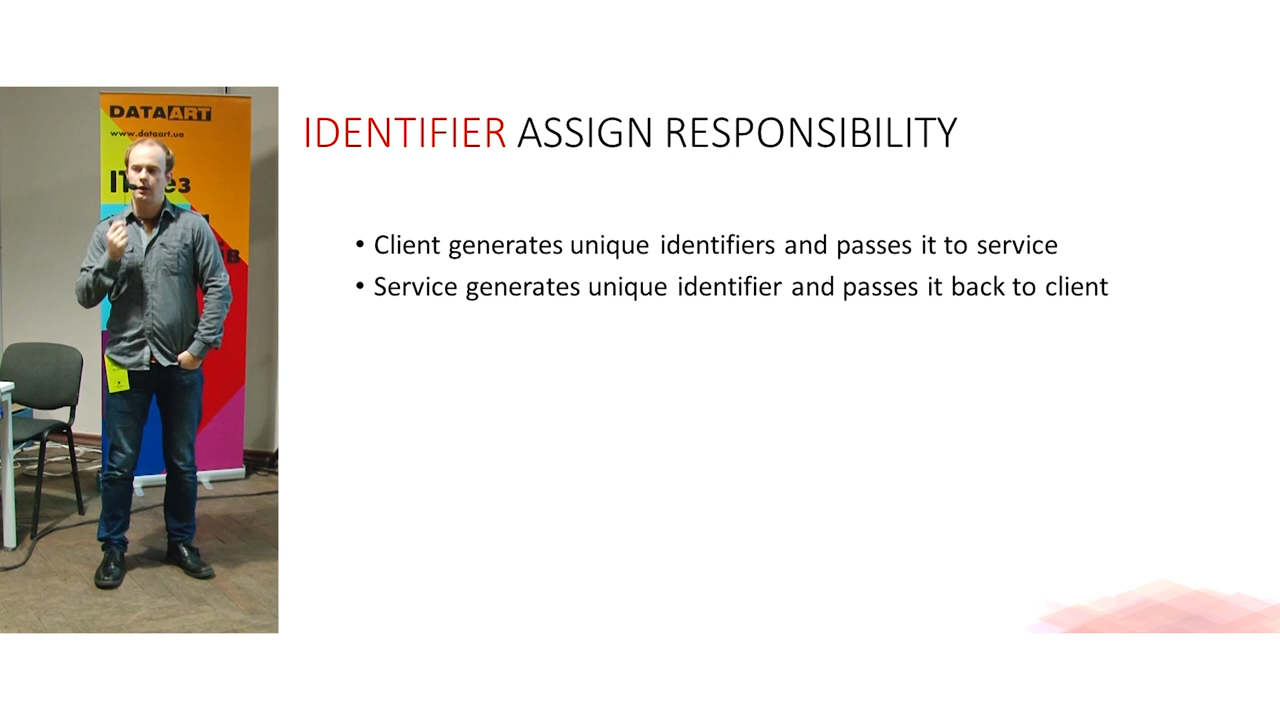 DATAART
www.dataart.ua
IDENTIFIER ASSIGN RESPONSIBILITY
• Client generates unique identifiers and passes it to service
• Service generates unique identifier and passes it back to client